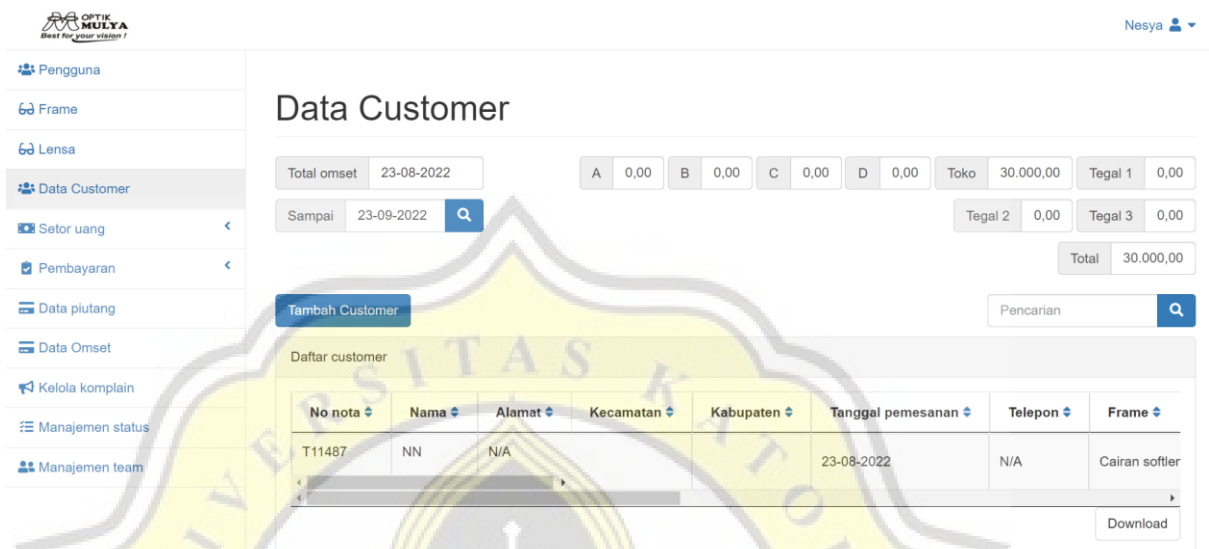 OPTIK
MULYA
Best for your vision !
Nesya
Pengguna
Frame
Lensa
Data Customer
Setor uang
Pembayaran
Data piutang
Data Omset
Kelola komplain
Manajemen status
Manajemen team
Data Customer
Total omset 23-08-2022 A 0,00 B 0,00 C 0,00 D 0,00 Toko 30.000,00 Tegal 1 0,00
Sampai 23-09-2022 Tegal 2 0,00 Tegal 3 0,00
Total 30.000,00
Tambah Customer Pencarian
Daftar customer
No nota Nama Alamat Kecamatan Kabupaten Tanggal pemesanan Telepon Frame
T11487 NN N/A 23-08-2022 N/A Cairan softler
Download
ERSITAS KATO